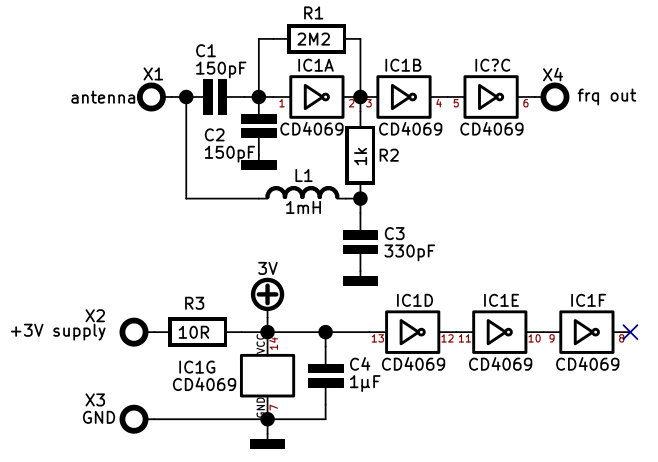 R1
2M2
C1
150pF
X1
antenna
IC1A
1
2
CD4069
IC1B
3
4
CD4069
IC?C
5
6
CD4069
X4
frq out
C2
150pF
1k
R2
L1
1mH
C3
330pF
3V
X2
+3V supply
R3
10R
VCC
14
IC1G
CD4069
GND
7
C4
1µF
IC1D
13
12
CD4069
IC1E
11
10
CD4069
IC1F
9
8
CD4069
X3
GND